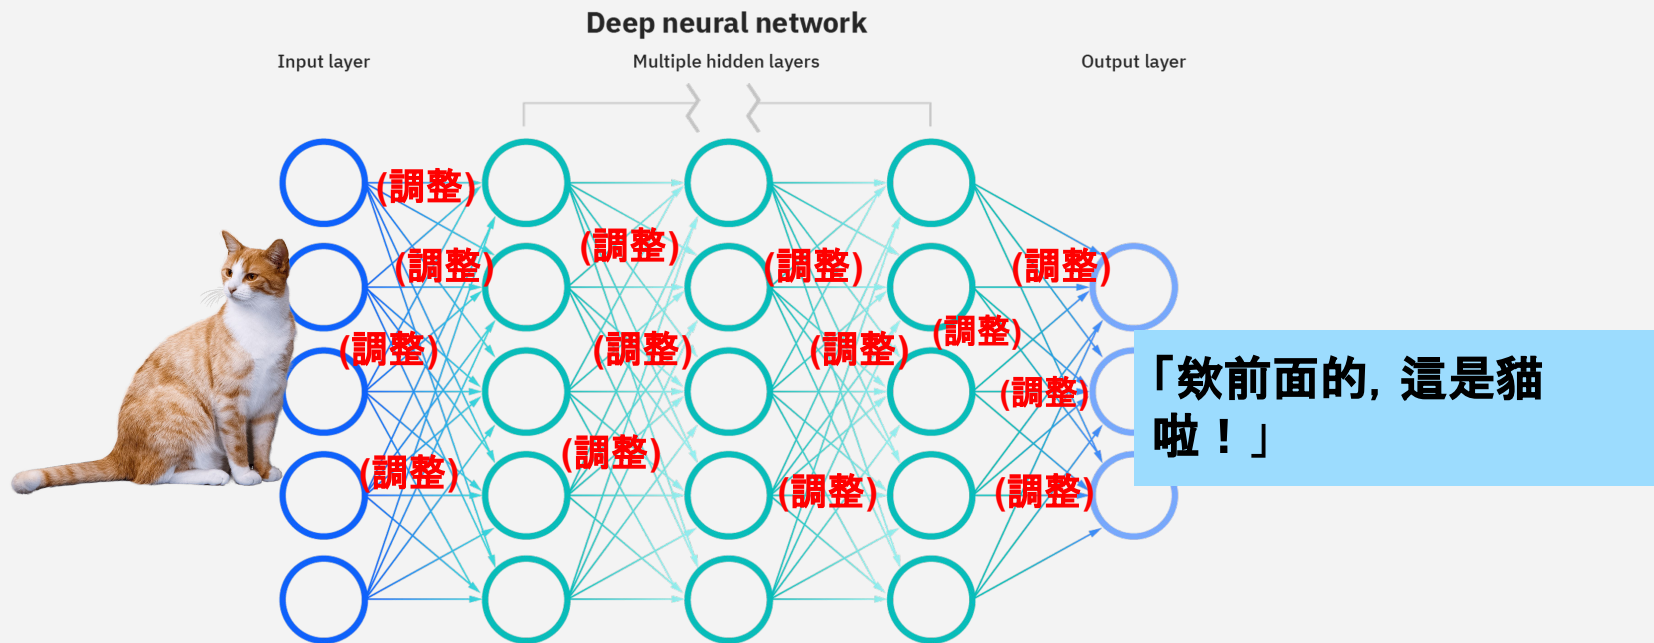 Deep neural network
Input layer
Multiple hidden layers
Output layer
(調整)
(調整)
(調整)
(調整)
(調整)
(調整)
(調整)
(調整)
(調整)
(調整)
(調整)
(調整)
(調整)
(調整)
「欸前面的, 這是貓
啦！」